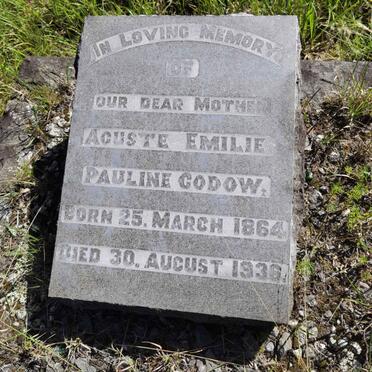 IN LOVING MEMORY
OF
OUR DEAR MOTHER
AGUSTE EMILIE
PAULINE GODOW.
BORN 25. MARCH 1864
DIED 30. AUGUST 1936